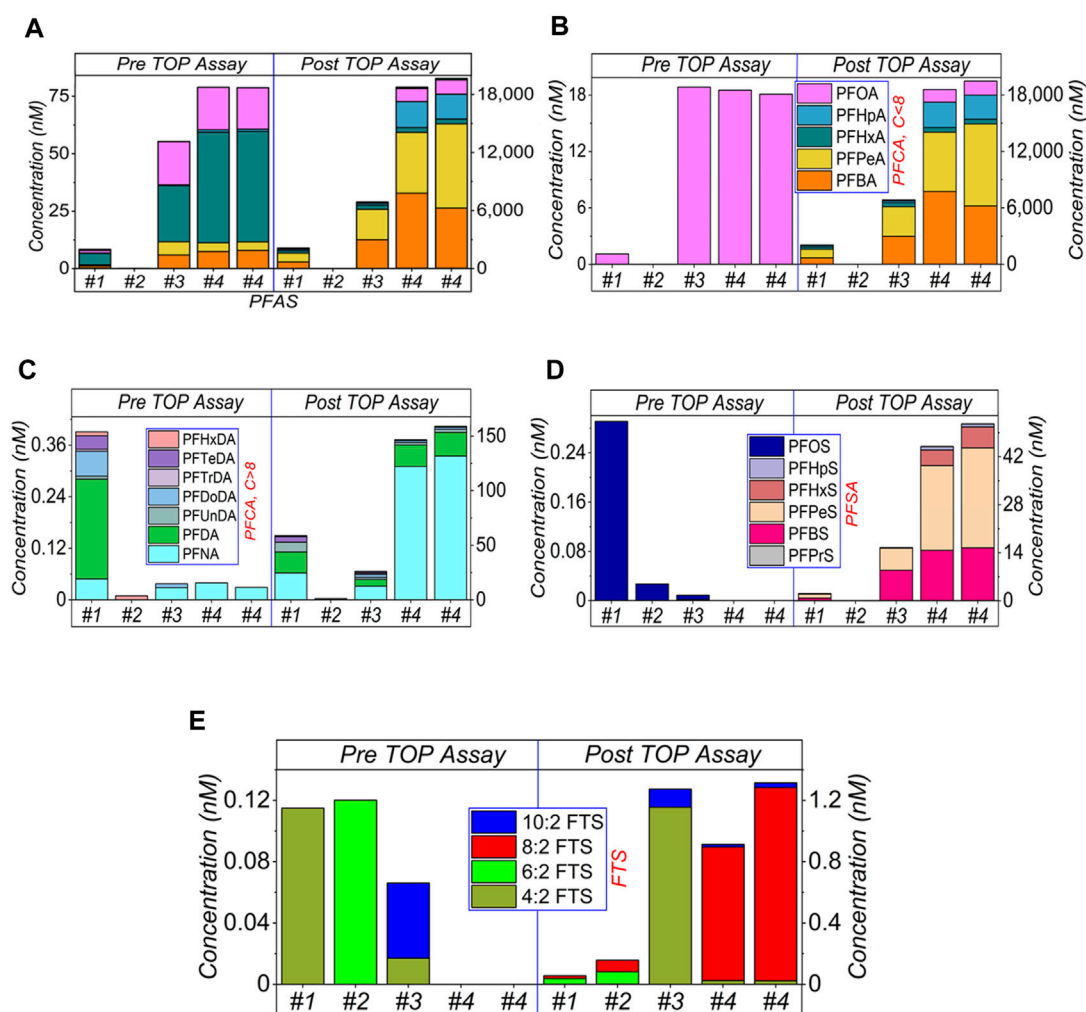 A
Pre TOP Assay Post TOP Assay
Concentration (nM)
75
50
25
0
18,000
12,000
6,000
0
#1 #2 #3 #4 #4 #1 #2 #3 #4 #4
PFAS
B
Pre TOP Assay Post TOP Assay
Concentration (nM)
18
12
6
0
PFOA
PFHpA
PFHxA
PFPeA
PFBA
PFCA, C<8
18,000
12,000
6,000
0
Concentration (nM)
#1 #2 #3 #4 #4 #1 #2 #3 #4 #4
C
Pre TOP Assay Post TOP Assay
Concentration (nM)
0.36
0.24
0.12
0
PFHxDA
PFTeDA
PFTrDA
PFDoDA
PFUnDA
PFDA
PFNA
PFCA, C>8
150
100
50
0
#1 #2 #3 #4 #4 #1 #2 #3 #4 #4
D
Pre TOP Assay Post TOP Assay
Concentration (nM)
0.24
0.16
0.08
0
PFOS
PFHpS
PFHxS
PFPeS
PFBS
PFPrS
PFSA
42
28
14
0
Concentration (nM)
#1 #2 #3 #4 #4 #1 #2 #3 #4 #4
E
Pre TOP Assay Post TOP Assay
Concentration (nM)
0.12
0.08
0.04
0
10:2 FTS
8:2 FTS
6:2 FTS
4:2 FTS
FTS
1.2
0.8
0.4
0
Concentration (nM)
#1 #2 #3 #4 #4 #1 #2 #3 #4 #4